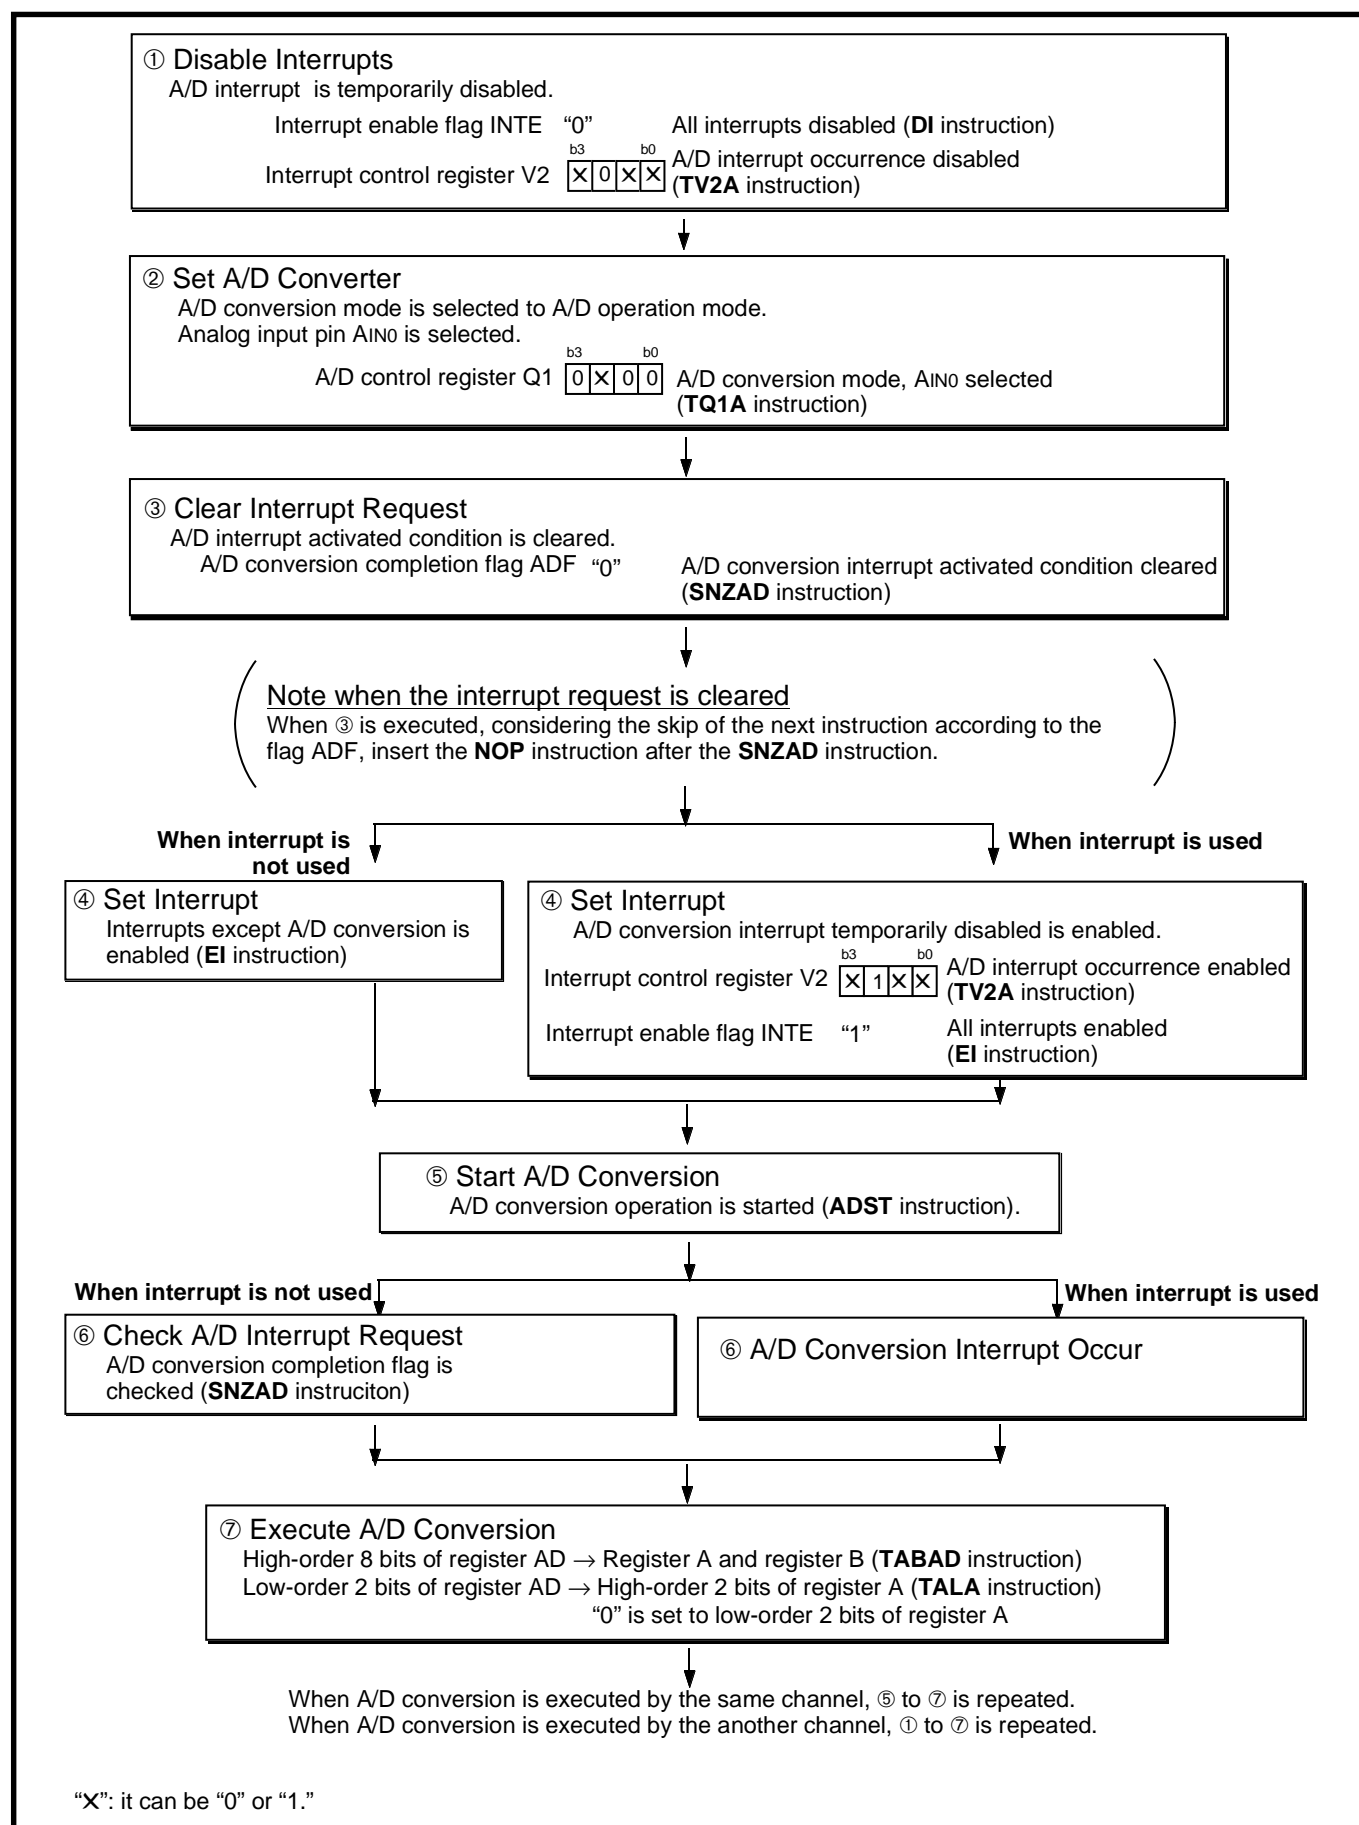 ① Disable Interrupts
A/D interrupt is temporarily disabled.
Interrupt enable flag INTE “0” All interrupts disabled (DI instruction)
b3 b0
Interrupt control register V2 ✕ 0 ✕ ✕ A/D interrupt occurrence disabled
(TV2A instruction)
② Set A/D Converter
A/D conversion mode is selected to A/D operation mode.
Analog input pin AIN0 is selected.
b3 b0
A/D control register Q1 0 ✕ 0 0 A/D conversion mode, AIN0 selected
(TQ1A instruction)
③ Clear Interrupt Request
A/D interrupt activated condition is cleared.
A/D conversion completion flag ADF “0” A/D conversion interrupt activated condition cleared
(SNZAD instruction)
Note when the interrupt request is cleared
When ③ is executed, considering the skip of the next instruction according to the
flag ADF, insert the NOP instruction after the SNZAD instruction.
When interrupt is
not used
When interrupt is used
④ Set Interrupt
Interrupts except A/D conversion is
enabled (EI instruction)
④ Set Interrupt
A/D conversion interrupt temporarily disabled is enabled.
b3 b0
Interrupt control register V2 ✕ 1 ✕ ✕ A/D interrupt occurrence enabled
(TV2A instruction)
Interrupt enable flag INTE “1” All interrupts enabled
(EI instruction)
⑤ Start A/D Conversion
A/D conversion operation is started (ADST instruction).
When interrupt is not used
When interrupt is used
⑥ Check A/D Interrupt Request
A/D conversion completion flag is
checked (SNZAD instruciton)
⑥ A/D Conversion Interrupt Occur
⑦ Execute A/D Conversion
High-order 8 bits of register AD → Register A and register B (TABAD instruction)
Low-order 2 bits of register AD → High-order 2 bits of register A (TALA instruction)
“0” is set to low-order 2 bits of register A
When A/D conversion is executed by the same channel, ⑤ to ⑦ is repeated.
When A/D conversion is executed by the another channel, ① to ⑦ is repeated.
“✕”: it can be “0” or “1.”